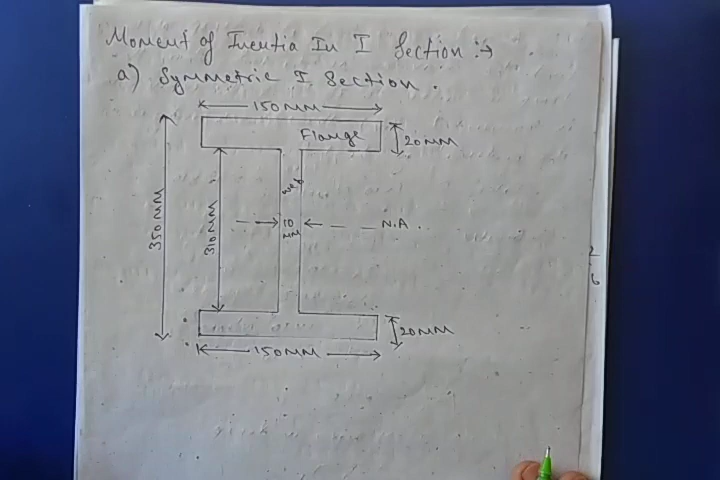 Moment of Inertia In I Section :→
a) Symmetric I Section.
150MM
Flange
20MM
Web
350MM
310MM
10 MM
N.A.
20MM
150MM